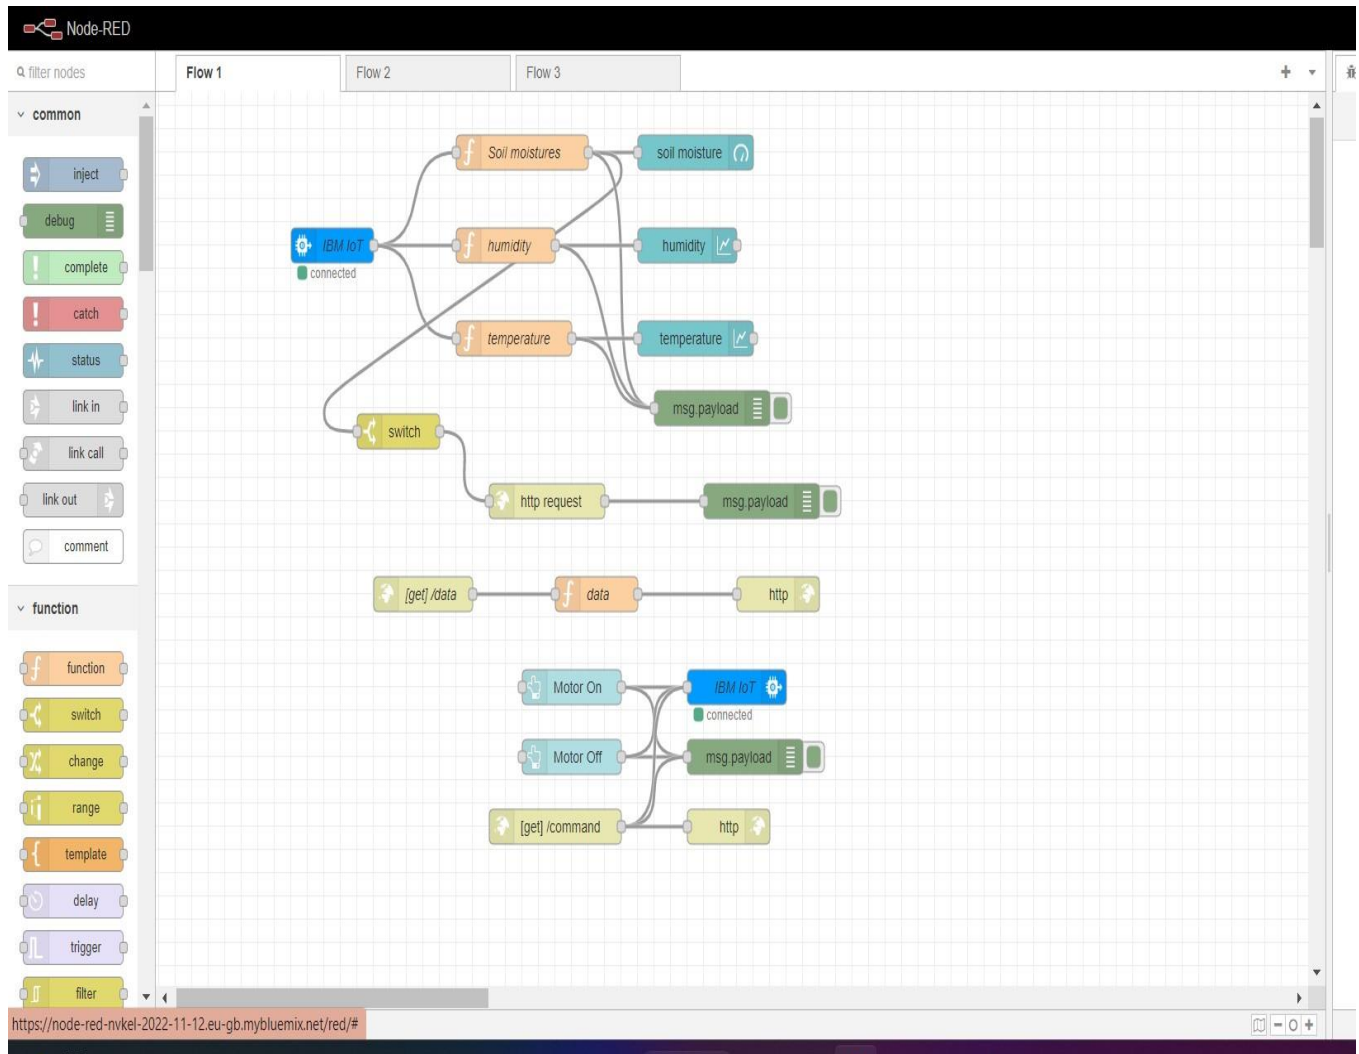 Node-RED
filter nodes
Flow 1
Flow 2
Flow 3
common
inject
debug
complete
catch
status
link in
link call
link out
comment
function
function
switch
change
range
template
delay
trigger
filter
Soil moistures
soil moisture
IBM IoT
connected
humidity
humidity
temperature
temperature
msg.payload
switch
http request
msg.payload
[get] /data
data
http
Motor On
IBM IoT
connected
Motor Off
msg.payload
[get] /command
http
https://node-red-nvkel-2022-11-12.eu-gb.mybluemix.net/red/#